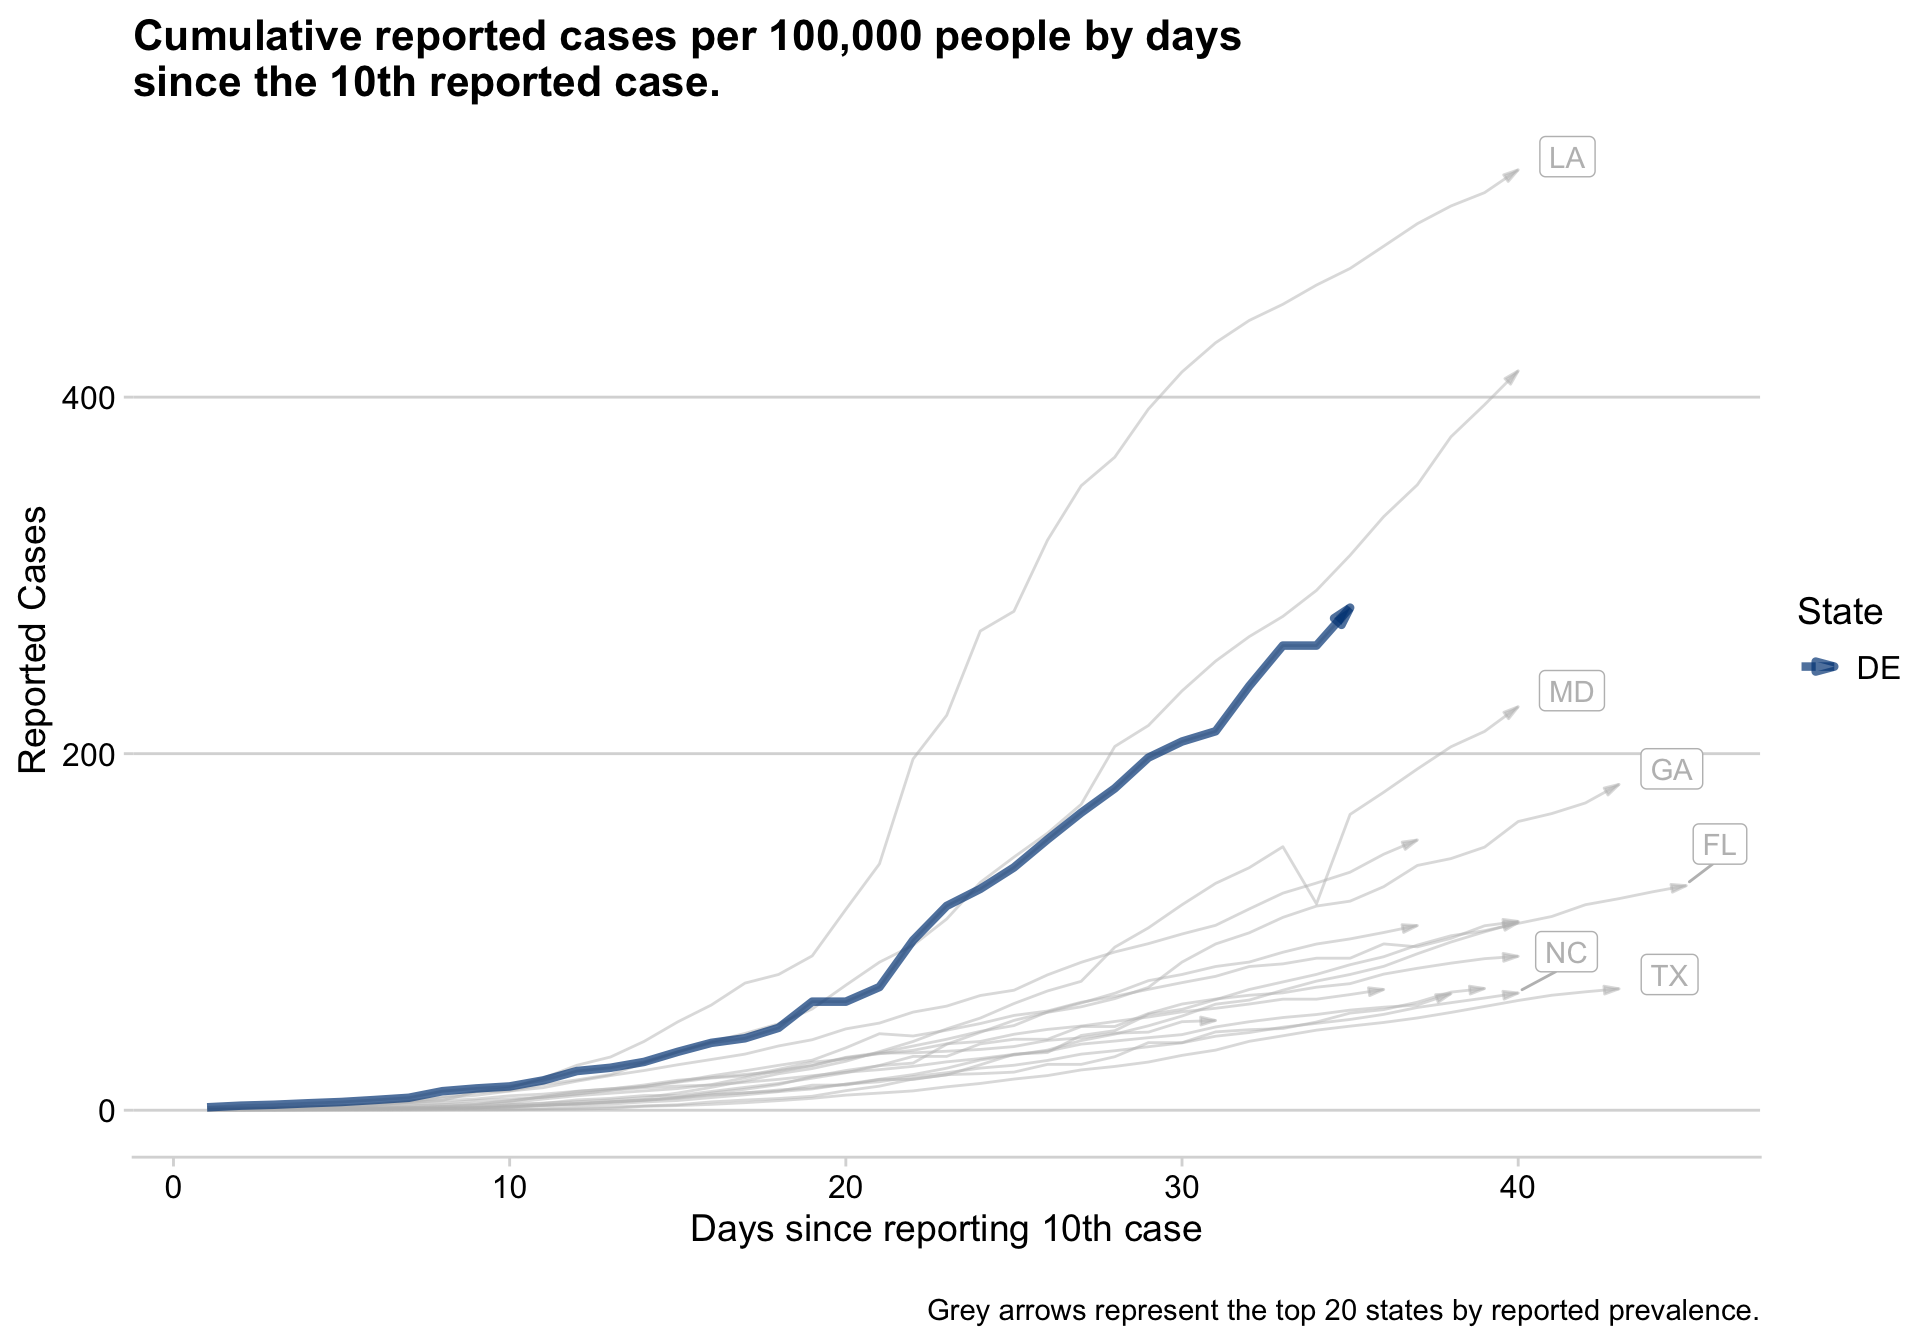 Cumulative reported cases per 100,000 people by days
since the 10th reported case.
LA
400
MD
State
DE
Reported Cases
200
GA
FL
NC
TX
0
0 10 20 30 40
Days since reporting 10th case
Grey arrows represent the top 20 states by reported prevalence.